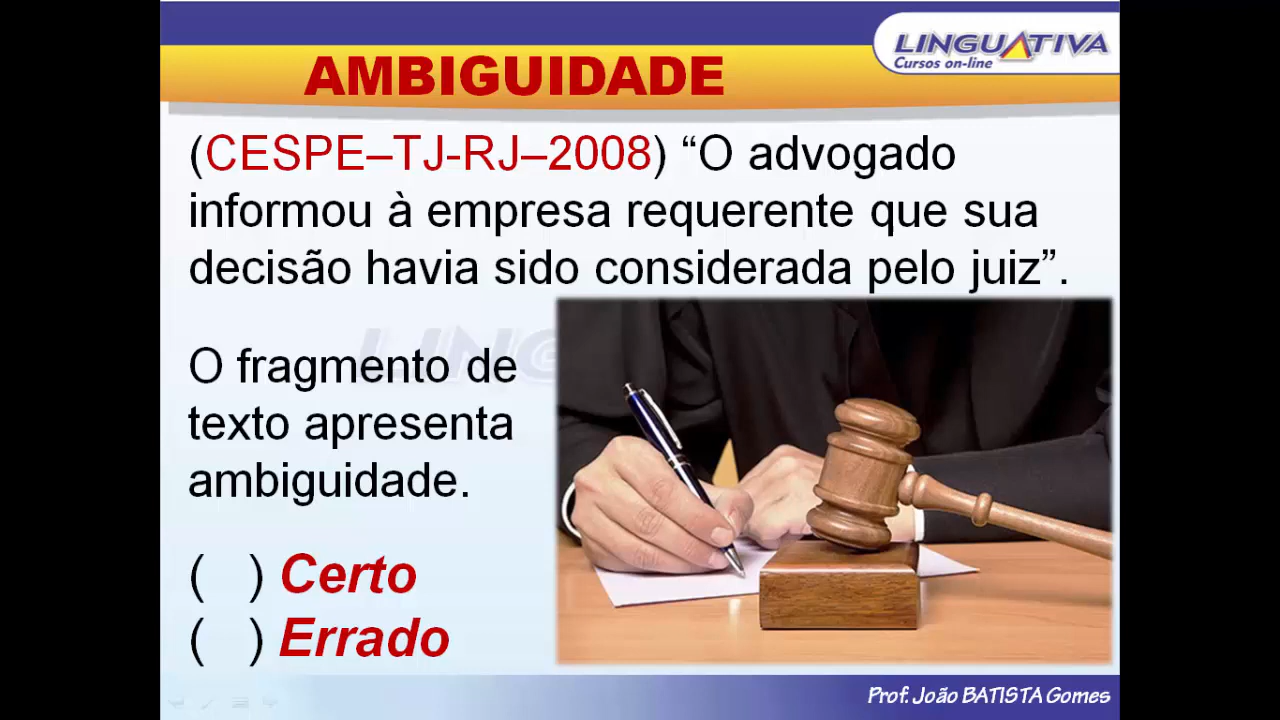 LINGUATIVA
Cursos on-line
AMBIGUIDADE
(CESPE–TJ-RJ–2008) “O advogado
informou à empresa requerente que sua
decisão havia sido considerada pelo juiz”.
O fragmento de
texto apresenta
ambiguidade.
( ) Certo
( ) Errado
Prof. João BATISTA Gomes